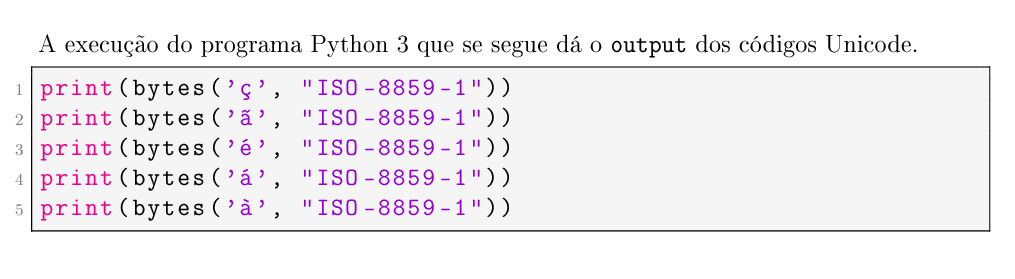 A execução do programa Python 3 que se segue dá o output dos códigos Unicode.
1 print(bytes('ç', "ISO-8859-1"))
2 print(bytes('ã', "ISO-8859-1"))
3 print(bytes('é', "ISO-8859-1"))
4 print(bytes('á', "ISO-8859-1"))
5 print(bytes('à', "ISO-8859-1"))